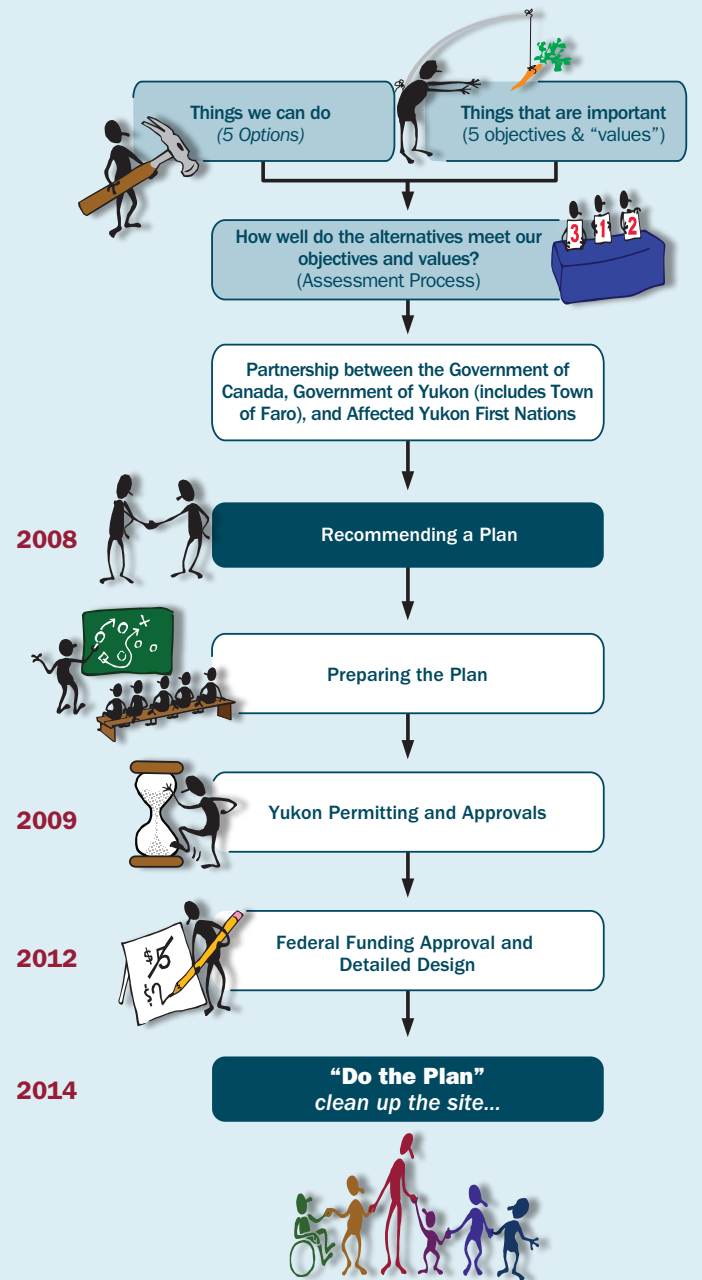 Things we can do
(5 Options)
Things that are important
(5 objectives & “values”)
How well do the alternatives meet our
objectives and values?
(Assessment Process)
3 1 2
Partnership between the Government of
Canada, Government of Yukon (includes Town
of Faro), and Affected Yukon First Nations
2008
Recommending a Plan
Preparing the Plan
2009
Yukon Permitting and Approvals
2012
$5
$2
Federal Funding Approval and
Detailed Design
2014
“Do the Plan”
clean up the site...